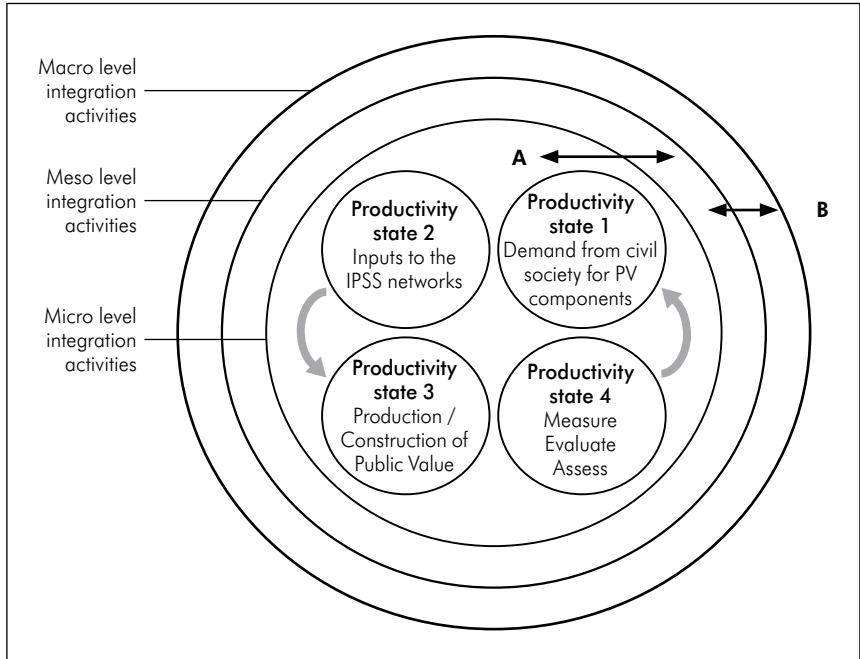 Macro level
integration
activities
Meso level
integration
activities
Micro level
integration
activities
A
B
Productivity
state 2
Inputs to the
IPSS networks
Productivity
state 1
Demand from civil
society for PV
components
Productivity
state 3
Production /
Construction of
Public Value
Productivity
state 4
Measure
Evaluate
Assess